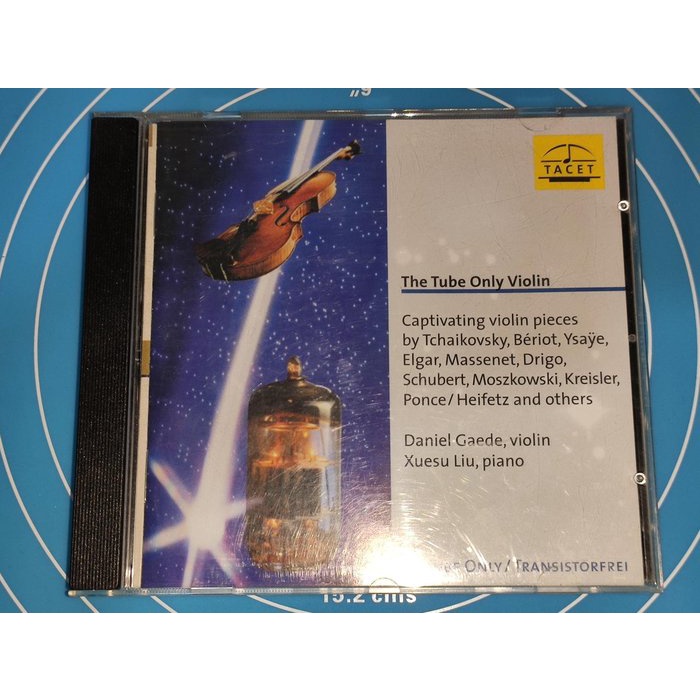 6"
TACET
The Tube Only Violin
Captivating violin pieces
by Tchaikovsky, Bériot, Ysaÿe,
Elgar, Massenet, Drigo,
Schubert, Moszkowski, Kreisler,
Ponce/Heifetz and others
Daniel Gaede, violin
Xuesu Liu, piano
ONLY/TRANSISTORFREI
15.2 cms